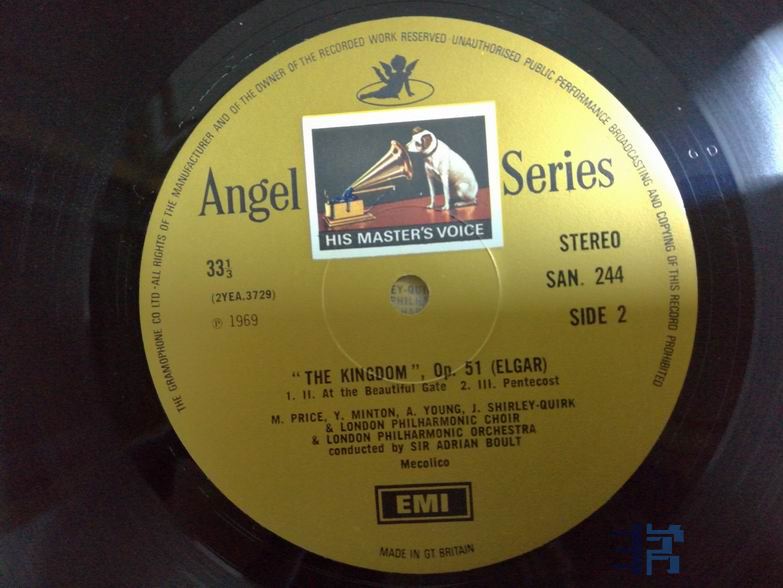 THE GRAMOPHONE CO LTD · ALL RIGHTS OF THE MANUFACTURER AND OF THE OWNER OF THE RECORDED WORK RESERVED UNAUTHORISED PUBLIC PERFORMANCE BROADCASTING AND COPYING OF THIS RECORD PROHIBITED
Angel Series
HIS MASTER'S VOICE
33⅓
(2YEA.3729)
℗ 1969
STEREO
SAN. 244
SIDE 2
"THE KINGDOM", Op. 51 (ELGAR)
1. II. At the Beautiful Gate 2. III. Pentecost
M. PRICE, Y. MINTON, A. YOUNG, J. SHIRLEY-QUIRK
& LONDON PHILHARMONIC CHOIR
& LONDON PHILHARMONIC ORCHESTRA
conducted by SIR ADRIAN BOULT
Mecolico
EMI
MADE IN GT BRITAIN
G D